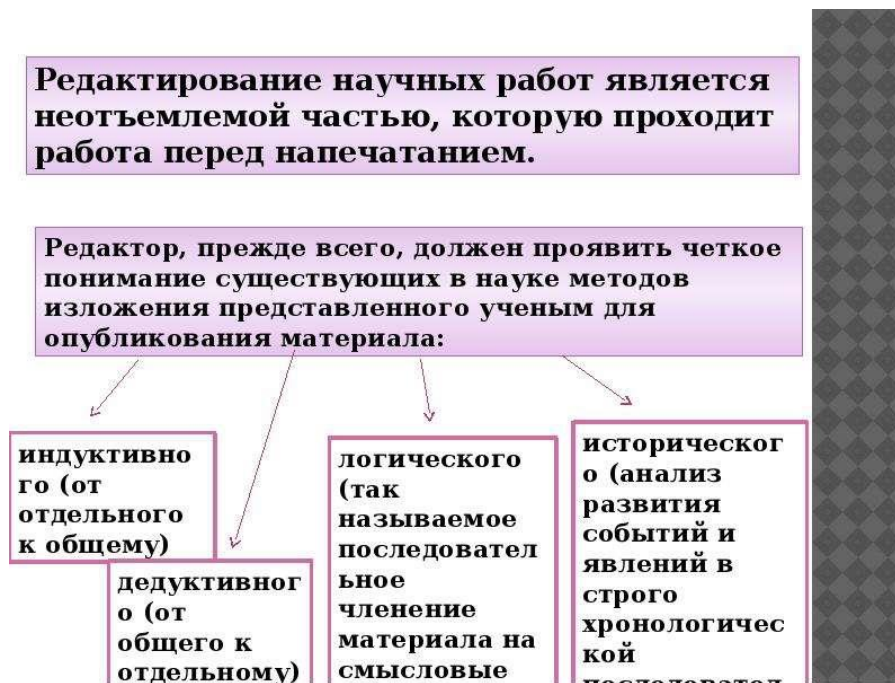 Редактирование научных работ является
неотъемлемой частью, которую проходит
работа перед напечатанием.
Редактор, прежде всего, должен проявить четкое
понимание существующих в науке методов
изложения представленного ученым для
опубликования материала:
индуктивно
го (от
отдельного
к общему)
дедуктивног
о (от
общего к
отдельному)
логического
(так
называемое
последовател
ьное
членение
материала на
смысловые
историческог
о (анализ
развития
событий и
явлений в
строго
хронологичес
кой
последовател